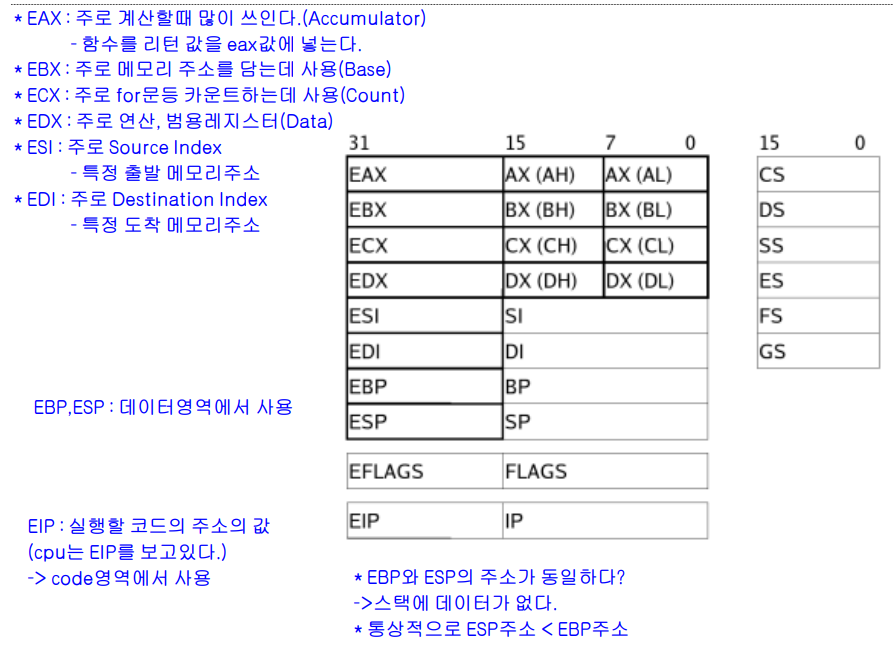 * EAX : 주로 계산할때 많이 쓰인다.(Accumulator)
- 함수를 리턴 값을 eax값에 넣는다.
* EBX : 주로 메모리 주소를 담는데 사용(Base)
* ECX : 주로 for문등 카운트하는데 사용(Count)
* EDX : 주로 연산, 범용레지스터(Data)
* ESI : 주로 Source Index
- 특정 출발 메모리주소
* EDI : 주로 Destination Index
- 특정 도착 메모리주소
31 15 7 0 15 0
EAX AX (AH) AX (AL) CS
EBX BX (BH) BX (BL) DS
ECX CX (CH) CX (CL) SS
EDX DX (DH) DX (DL) ES
ESI SI FS
EDI DI GS
EBP BP
ESP SP
EBP,ESP : 데이터영역에서 사용
EFLAGS FLAGS
EIP IP
EIP : 실행할 코드의 주소의 값
(cpu는 EIP를 보고있다.)
-> code영역에서 사용
* EBP와 ESP의 주소가 동일하다?
->스택에 데이터가 없다.
* 통상적으로 ESP주소 < EBP주소